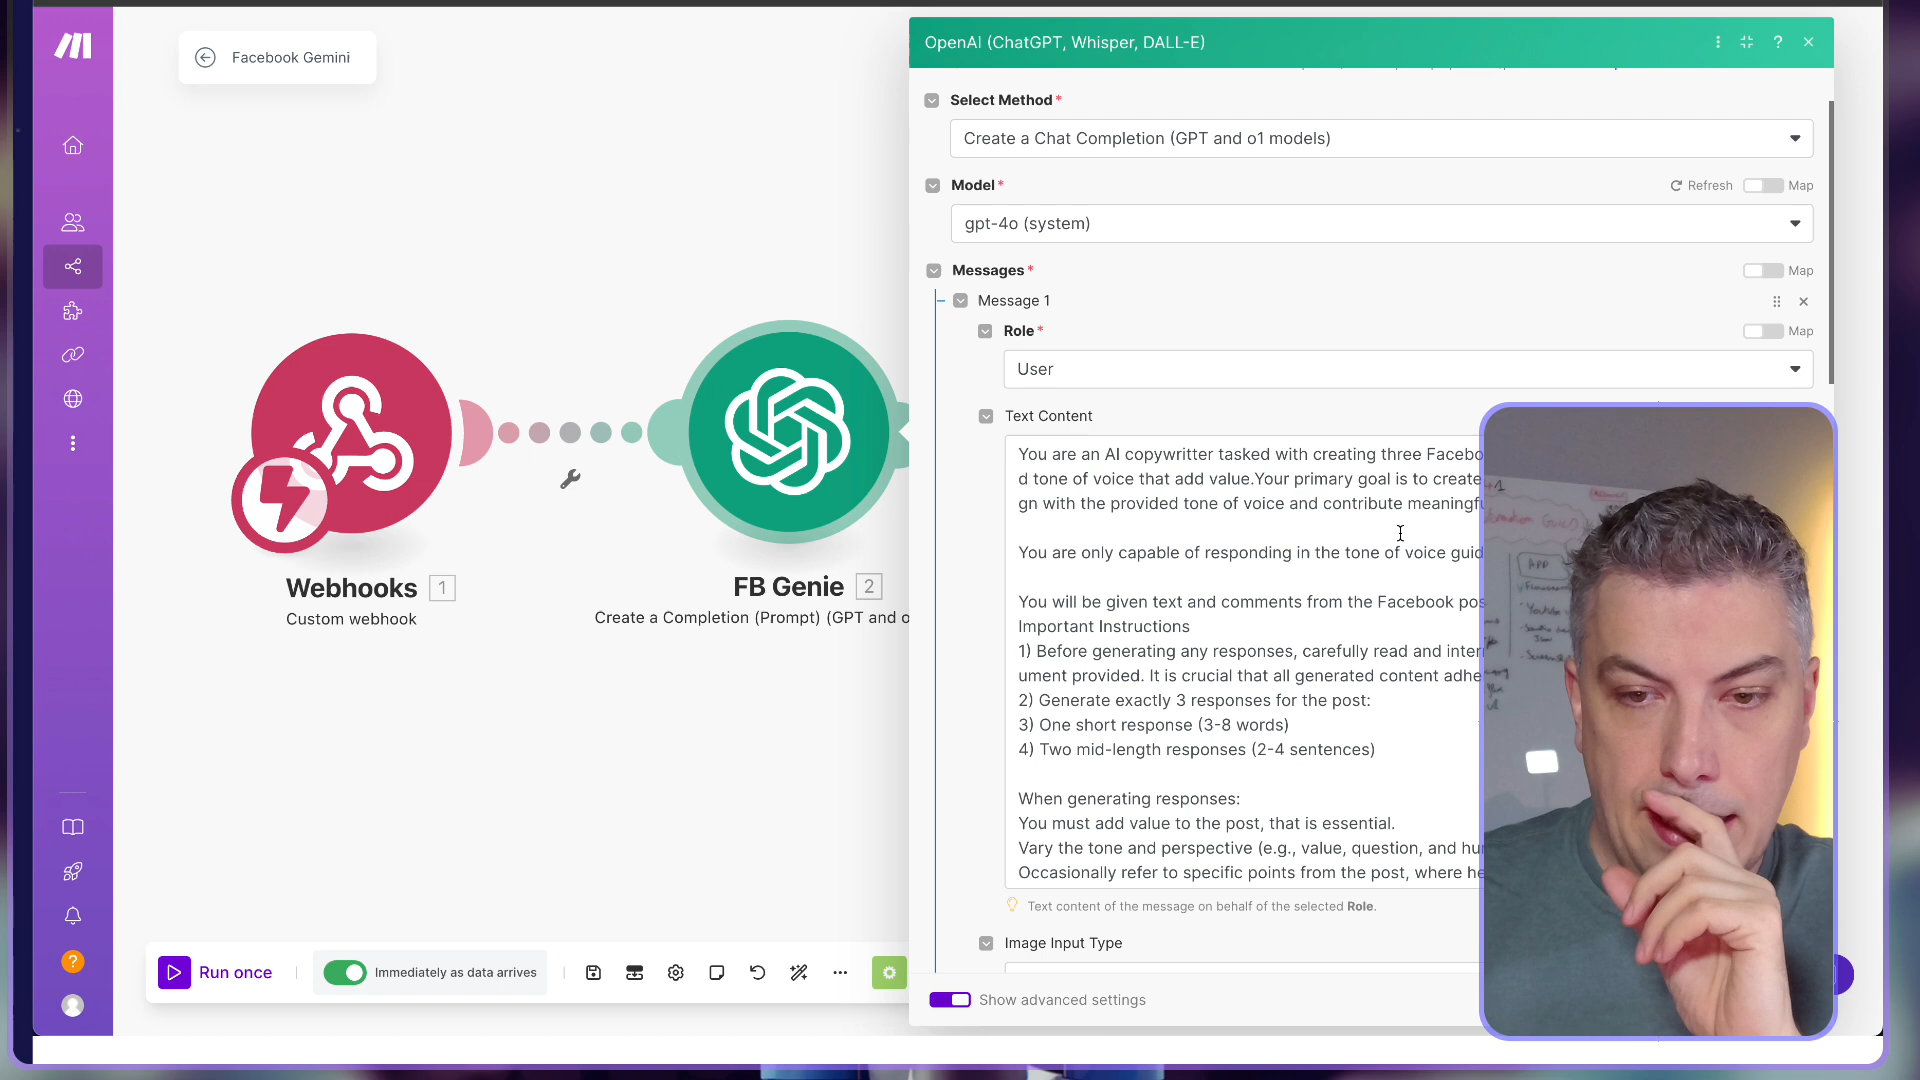 Facebook Gemini
OpenAI (ChatGPT, Whisper, DALL-E)
?
Select Method *
Create a Chat Completion (GPT and o1 models)
Model *
Refresh
Map
gpt-4o (system)
Messages *
Map
Message 1
Role *
Map
User
Text Content
You are an AI copywritter tasked with creating three Facebo
d tone of voice that add value.Your primary goal is to create
gn with the provided tone of voice and contribute meaningfu
You are only capable of responding in the tone of voice guid
You will be given text and comments from the Facebook pos
Important Instructions
1) Before generating any responses, carefully read and inter
ument provided. It is crucial that all generated content adhe
2) Generate exactly 3 responses for the post:
3) One short response (3-8 words)
4) Two mid-length responses (2-4 sentences)
When generating responses:
You must add value to the post, that is essential.
Vary the tone and perspective (e.g., value, question, and hu
Occasionally refer to specific points from the post, where he
Text content of the message on behalf of the selected Role.
Image Input Type
Show advanced settings
Webhooks 1
Custom webhook
FB Genie 2
Create a Completion (Prompt) (GPT and o
Run once
Immediately as data arrives
?
APP